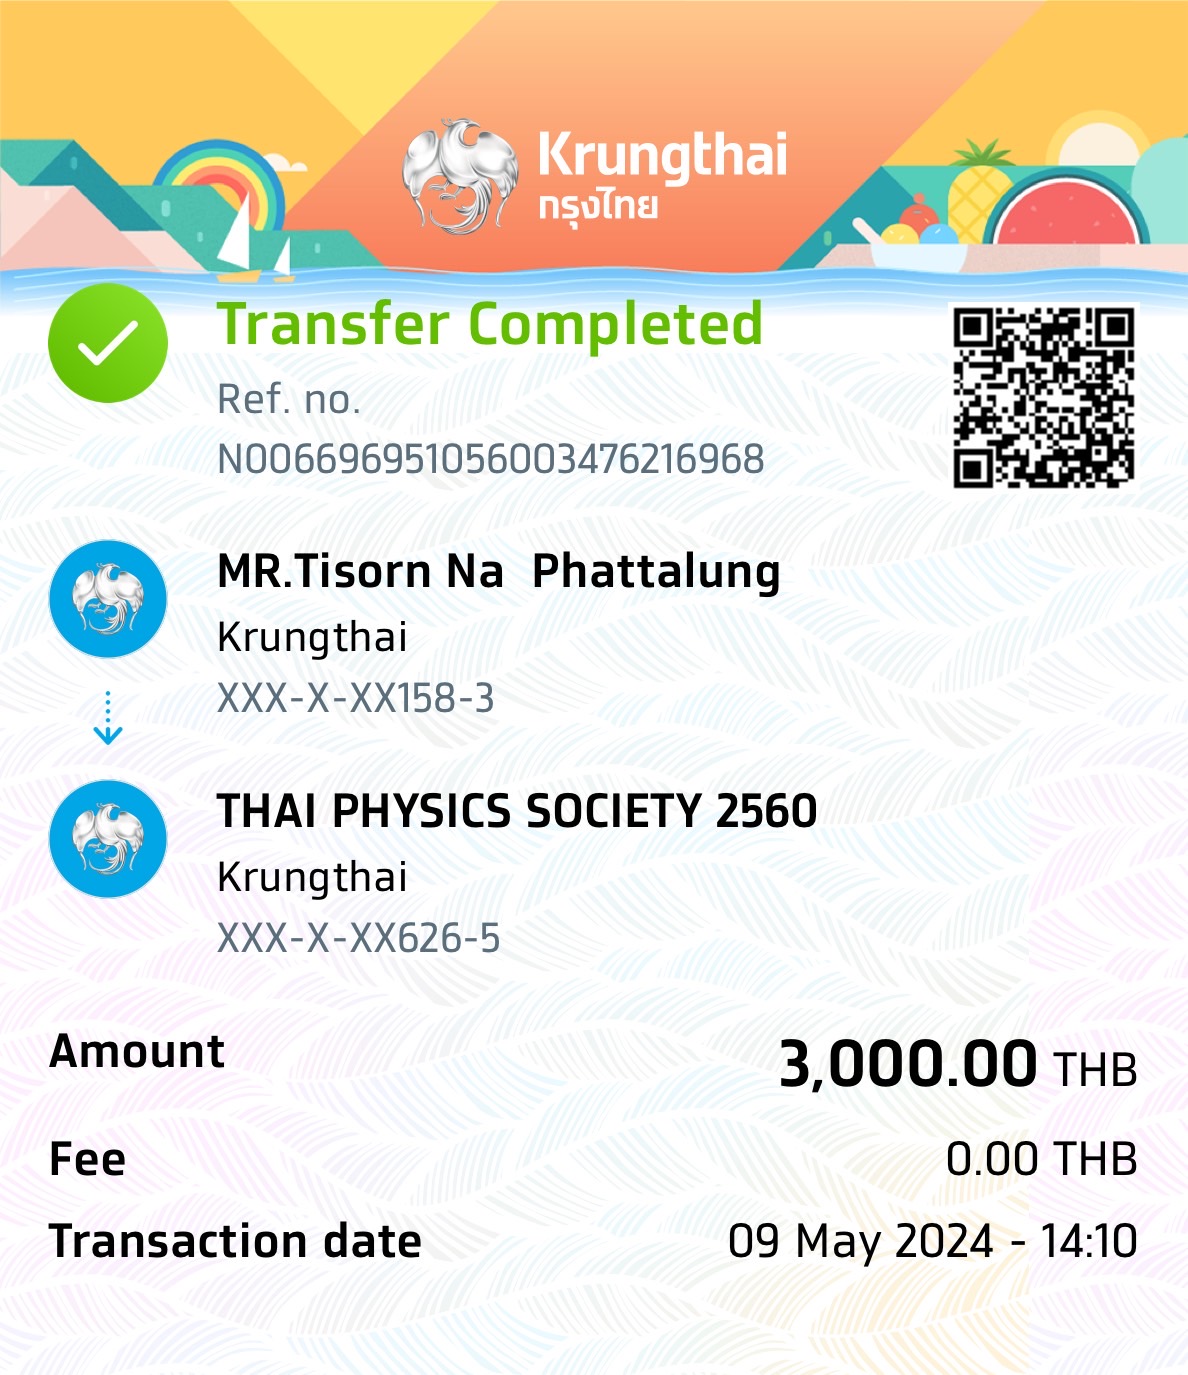 Krungthai
กรุงไทย
Transfer Completed
Ref. no.
N006696951056003476216968
MR.Tisorn Na  Phattalung
Krungthai
XXX-X-XX158-3
THAI PHYSICS SOCIETY 2560
Krungthai
XXX-X-XX626-5
Amount 3,000.00 THB
Fee 0.00 THB
Transaction date 09 May 2024 - 14:10